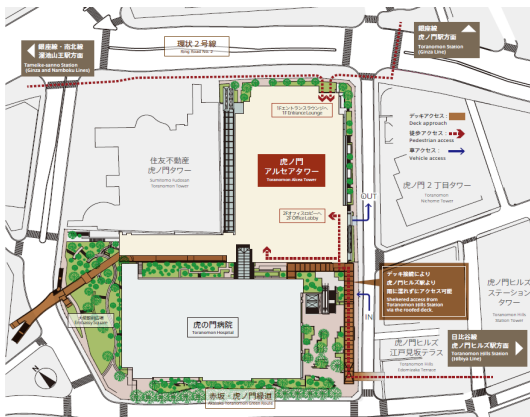 銀座線・南北線
溜池山王駅方面
Tameike-sanno Station
(Ginza and Namboku Lines)
環状2号線
Ring Road No. 2
銀座線
虎ノ門駅方面
Toranomon Station
(Ginza Line)
1Fエントランスラウンジへ
1F Entrance Lounge
デッキアクセス：
Deck approach
徒歩アクセス：
Pedestrian access
車アクセス：
Vehicle access
住友不動産
虎ノ門タワー
Sumitomo Fudosan
Toranomon Tower
虎ノ門
アルセアタワー
Toranomon Alcea Tower
虎ノ門2丁目タワー
Toranomon
Nichome Tower
OUT
2Fオフィスロビーへ
2F Office Lobby
デッキ接続により
虎ノ門ヒルズ駅より
雨に濡れずにアクセス可能
Sheltered access from
Toranomon Hills Station
via the roofed deck.
虎ノ門ヒルズ
ステーション
タワー
Toranomon Hills
Station Tower
IN
Embassy Square
虎の門病院
Toranomon Hospital
虎ノ門ヒルズ
江戸見坂テラス
Toranomon Hills
Edomizaka Terrace
日比谷線
虎ノ門ヒルズ駅方面
Toranomon Hills Station
(Hibiya Line)
赤坂・虎ノ門緑道
Akasaka Toranomon Green Road